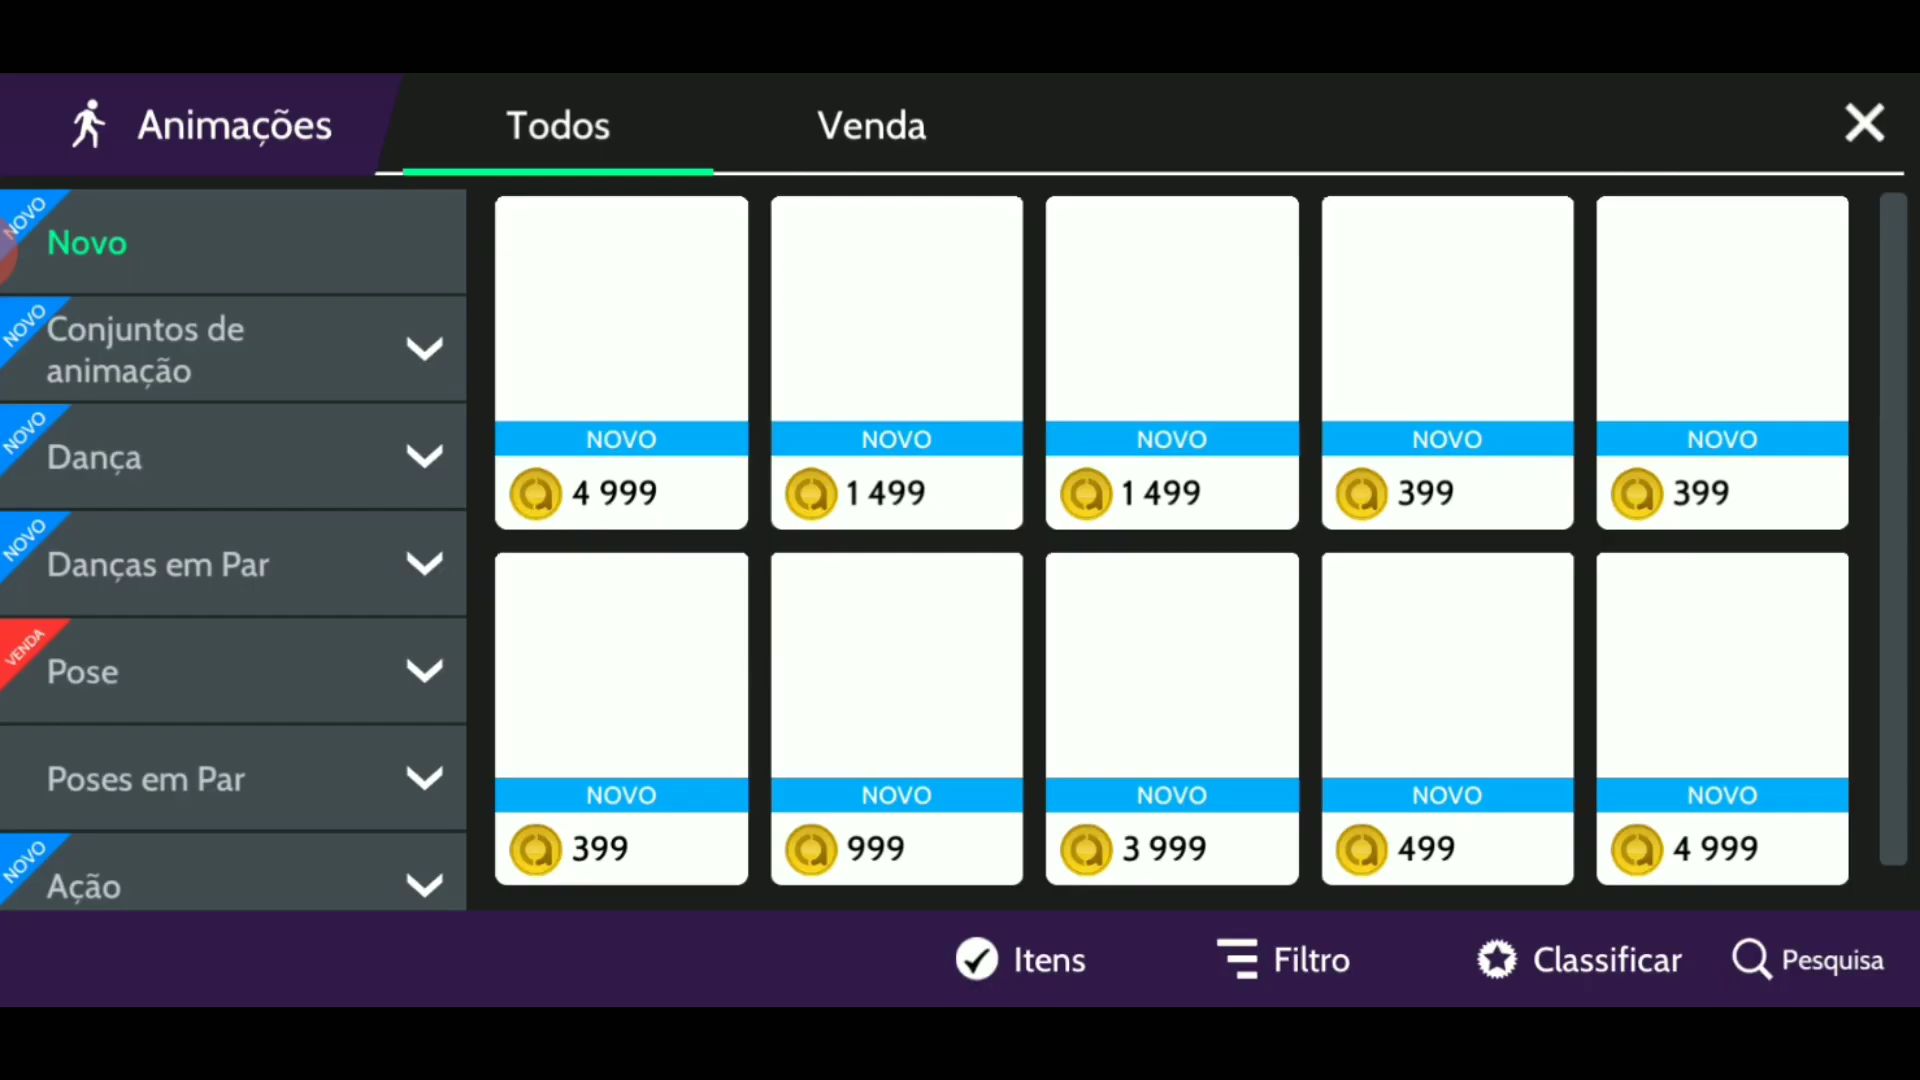 Animações
Todos
Venda
NOVO
Novo
NOVO
Conjuntos de
animação
NOVO
Dança
NOVO
Danças em Par
VENDA
Pose
Poses em Par
NOVO
Ação
NOVO NOVO NOVO NOVO NOVO
4 999 1 499 1 499 399 399
NOVO NOVO NOVO NOVO NOVO
399 999 3 999 499 4 999
Itens
Filtro
Classificar
Pesquisa